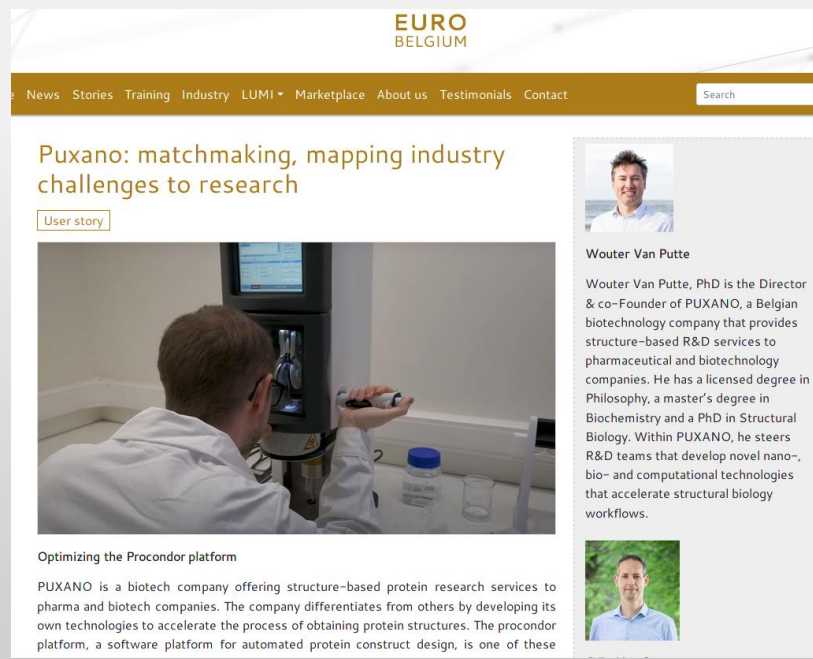 EURO
BELGIUM
News Stories Training Industry LUMI Marketplace About us Testimonials Contact
Search
Puxano: matchmaking, mapping industry
challenges to research
User story
Optimizing the Procondor platform
PUXANO is a biotech company offering structure-based protein research services to
pharma and biotech companies. The company differentiates from others by developing its
own technologies to accelerate the process of obtaining protein structures. The procondor
platform, a software platform for automated protein construct design, is one of these
Wouter Van Putte
Wouter Van Putte, PhD is the Director
& co-Founder of PUXANO, a Belgian
biotechnology company that provides
structure-based R&D services to
pharmaceutical and biotechnology
companies. He has a licensed degree in
Philosophy, a master's degree in
Biochemistry and a PhD in Structural
Biology. Within PUXANO, he steers
R&D teams that develop novel nano-,
bio- and computational technologies
that accelerate structural biology
workflows.